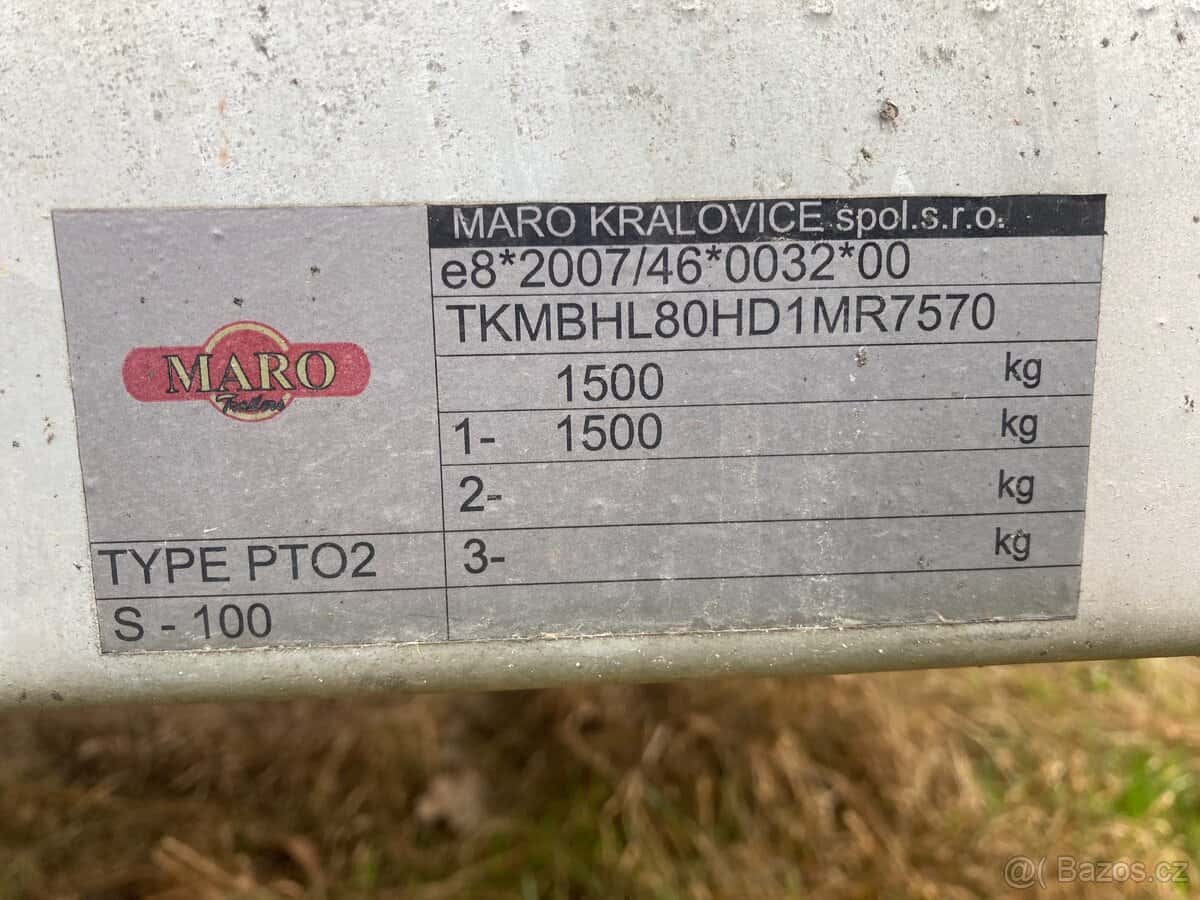 MARO KRALOVICE spol.s.r.o.
e8*2007/46*0032*00
TKMBHL80HD1MR7570
1500 kg
1- 1500 kg
2- kg
3- kg
MARO
Trailers
TYPE PTO2
S - 100
@( Bazos.cz